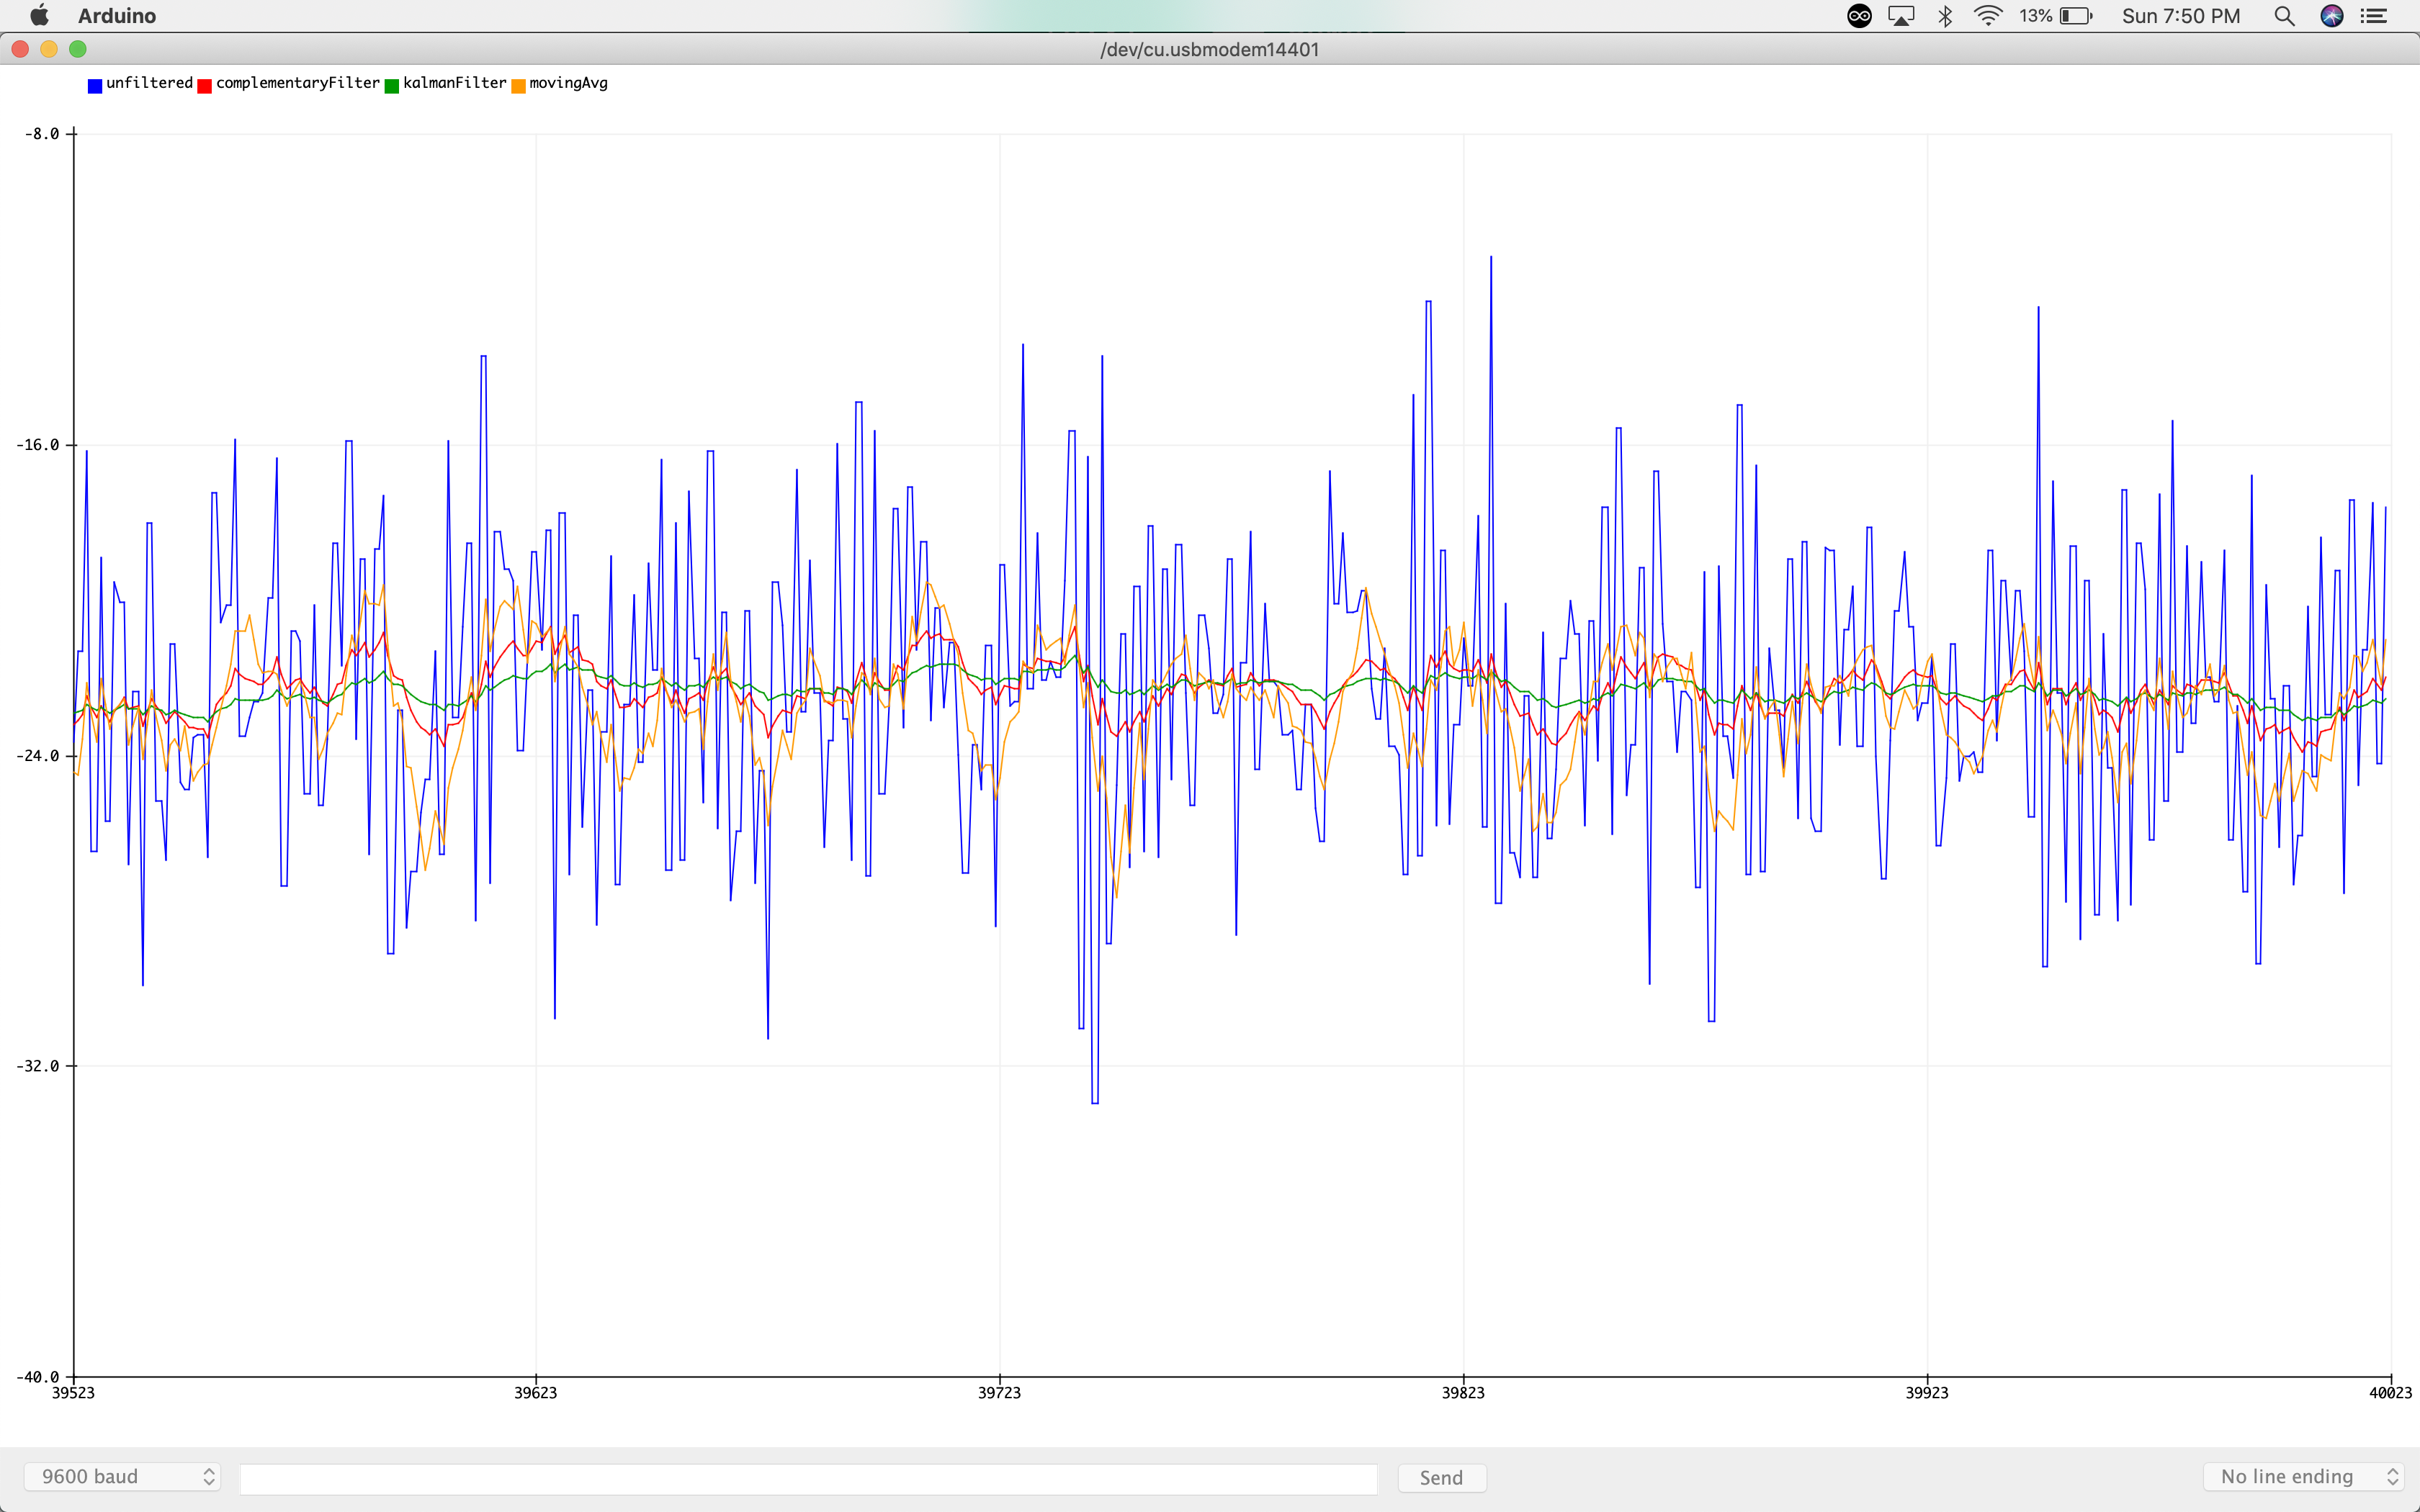 Arduino 13% Sun 7:50 PM
/dev/cu.usbmodem14401
unfiltered complementaryFilter kalmanFilter movingAvg
-8.0
-16.0
-24.0
-32.0
-40.0
39523 39623 39723 39823 39923 40023
9600 baud Send No line ending